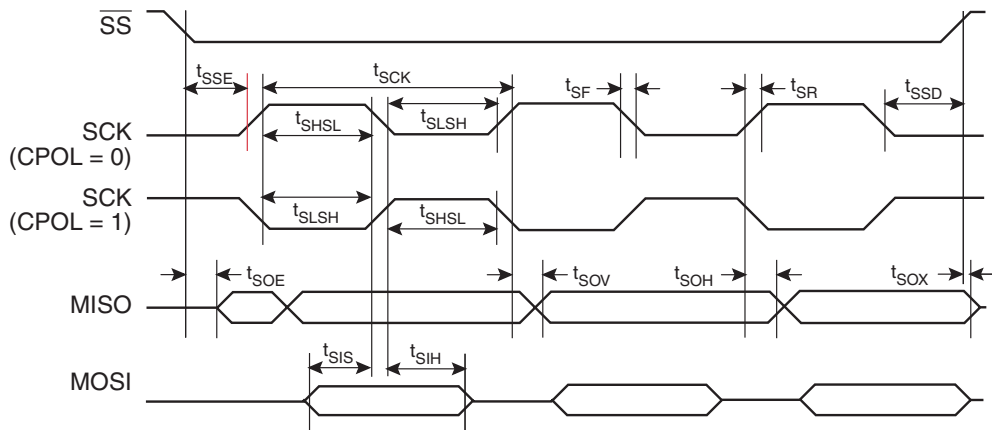 SS
tSSE
tSCK
tSF
tSR
tSSD
SCK
(CPOL = 0)
tSHSL
tSLSH
SCK
(CPOL = 1)
tSLSH
tSHSL
tSOE
tSOV
tSOH
tSOX
MISO
tSIS
tSIH
MOSI